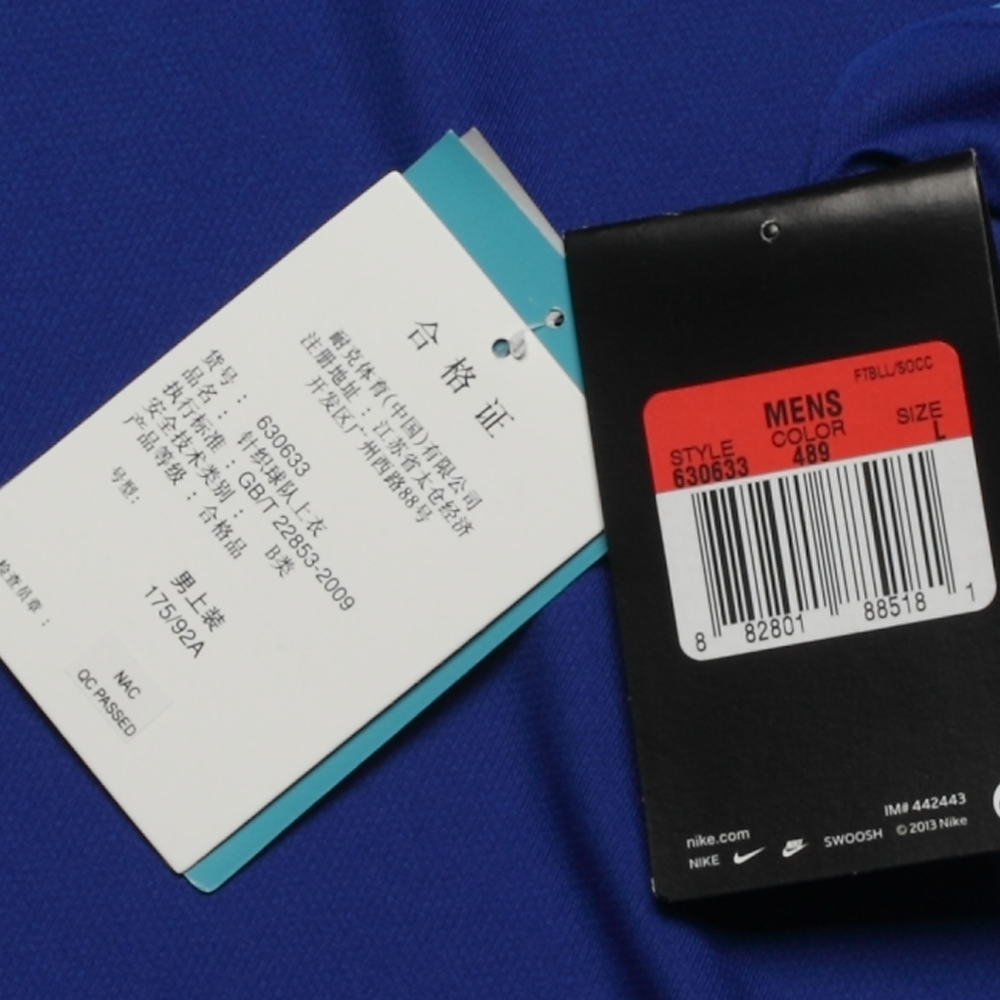 合格证
耐克体育(中国)有限公司
注册地址：江苏省太仓经济
开发区广州西路88号
货号： 630633
品名： 针织球队上衣
执行标准：GB/T 22853-2009
安全技术类别： B类
产品等级：合格品
号型： 男上装
175/92A
检查员章：
NAC
QC PASSED
FTBLL/SOCC
MENS
STYLE COLOR SIZE
630633 489 L
8 82801 88518 1
nike.com IM# 442443
NIKE SWOOSH © 2013 Nike